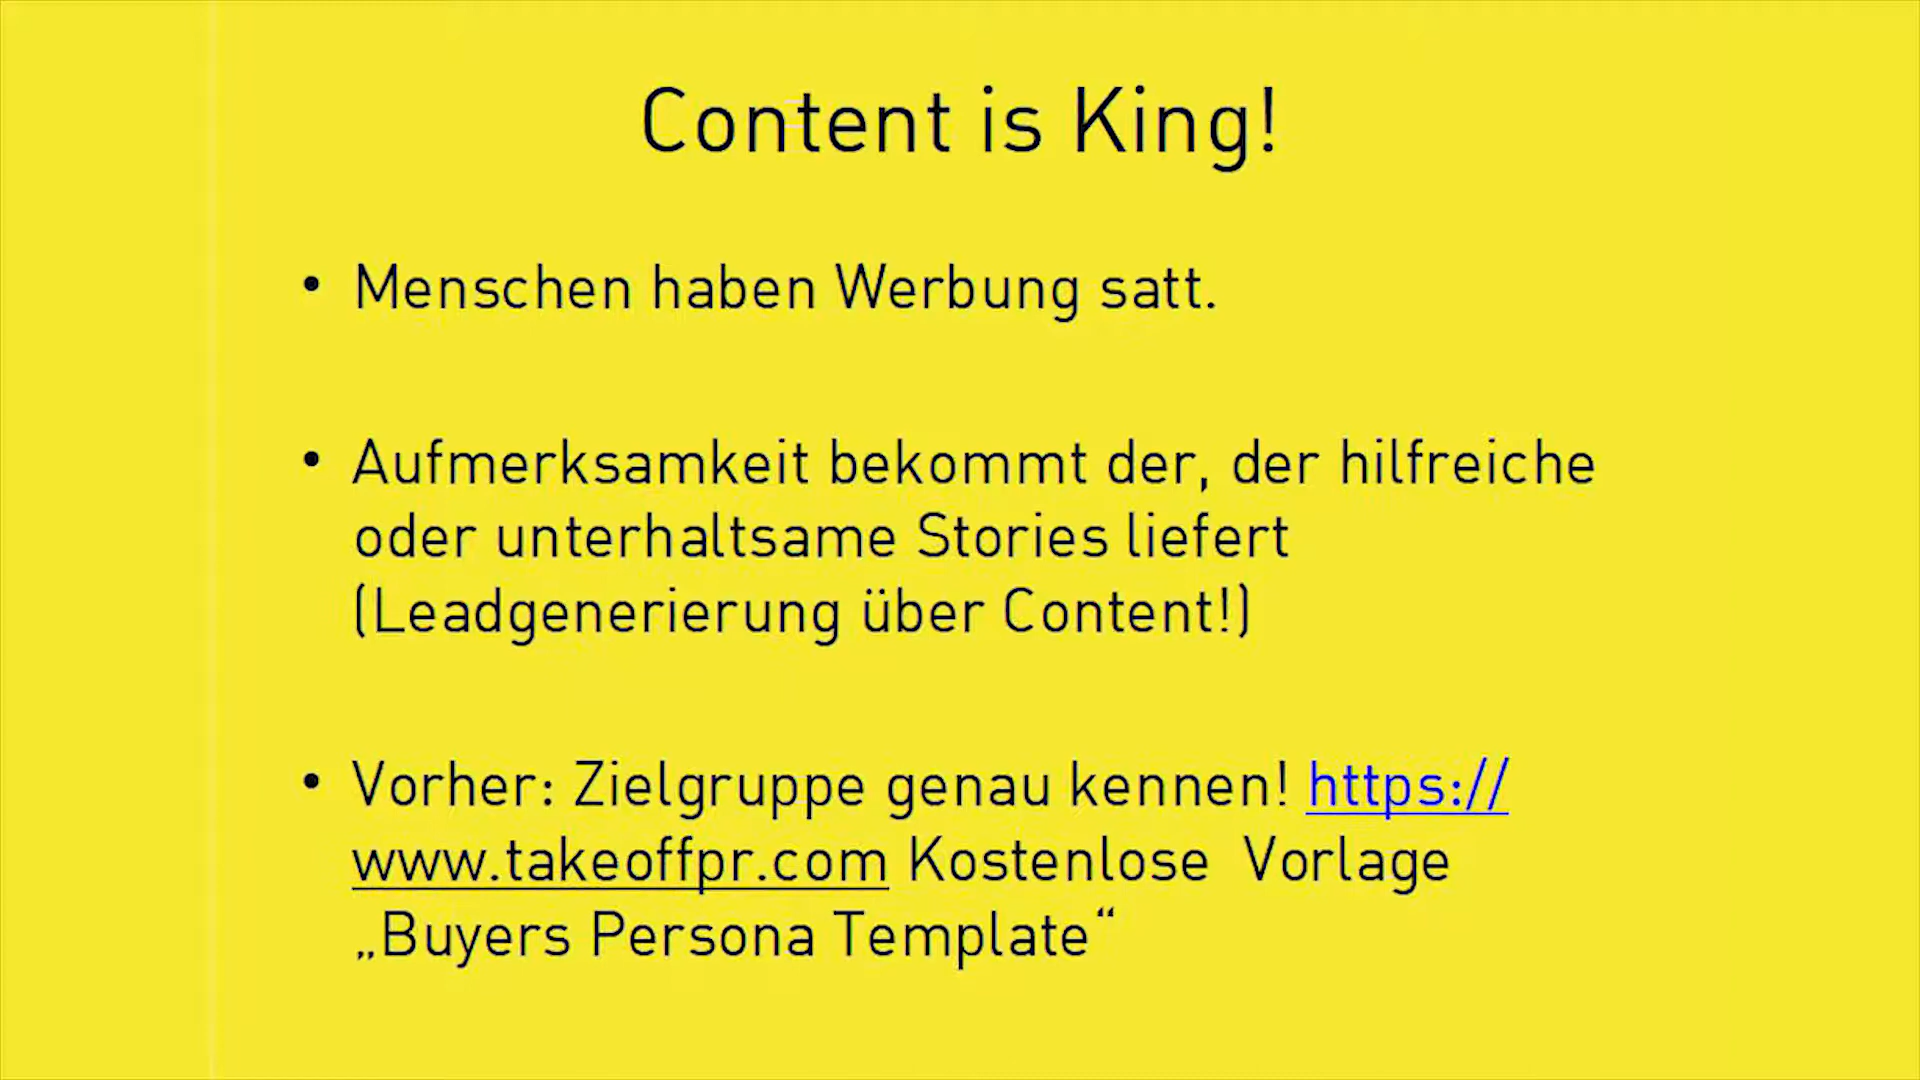 Content is King!
• Menschen haben Werbung satt.
• Aufmerksamkeit bekommt der, der hilfreiche
oder unterhaltsame Stories liefert
(Leadgenerierung über Content!)
• Vorher: Zielgruppe genau kennen! https://
www.takeoffpr.com Kostenlose  Vorlage
„Buyers Persona Template“